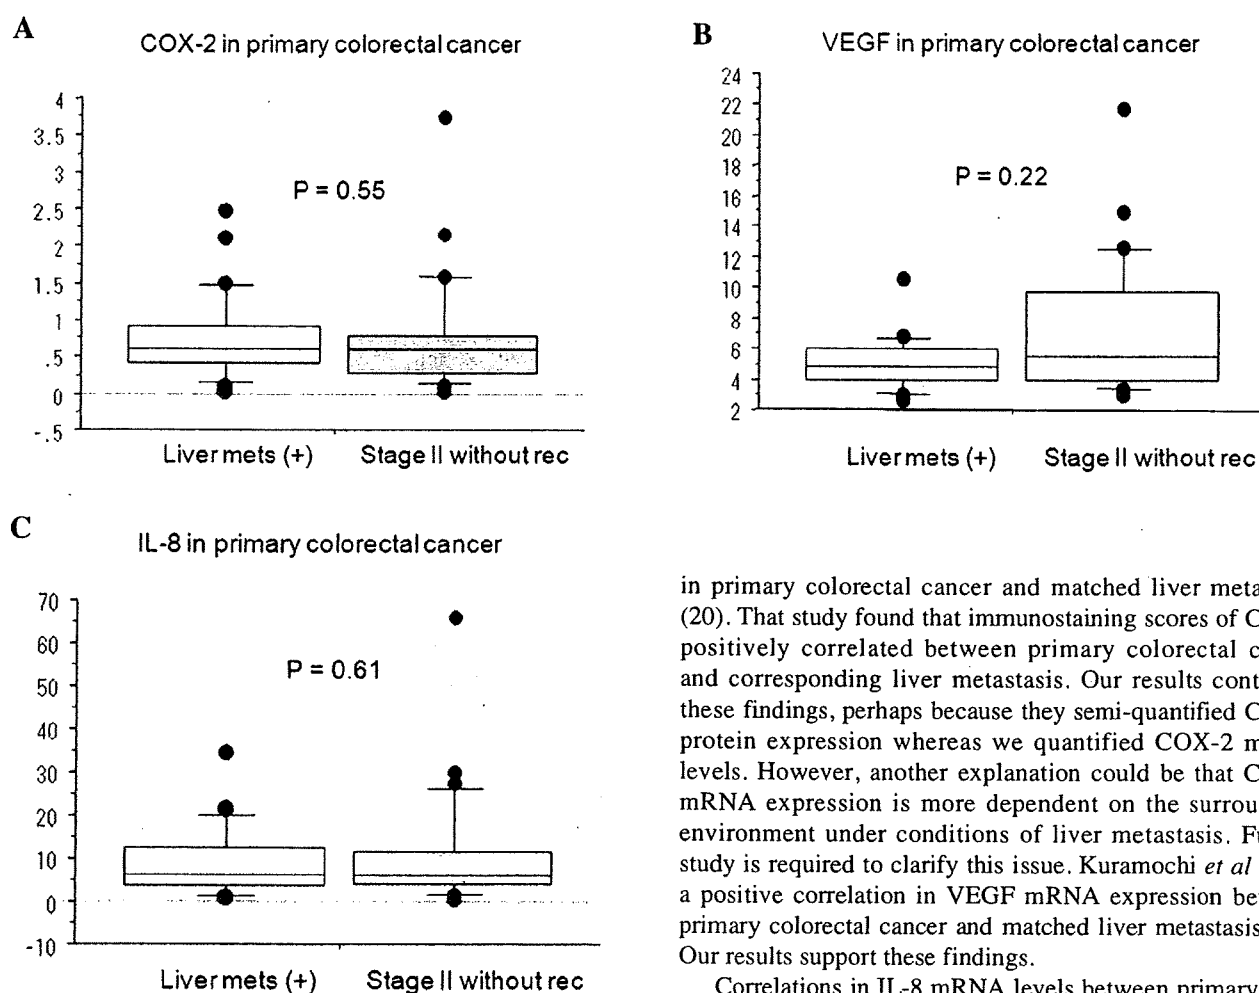 A
COX-2 in primary colorectal cancer
4
3.5
3
2.5
2
1.5
1
.5
0
-.5
P = 0.55
Liver mets (+)
Stage II without rec
B
VEGF in primary colorectal cancer
24
22
20
18
16
14
12
10
8
6
4
2
P = 0.22
Liver mets (+)
Stage II without rec
C
IL-8 in primary colorectal cancer
70
60
50
40
30
20
10
0
-10
P = 0.61
Liver mets (+)
Stage II without rec
in primary colorectal cancer and matched liver meta
(20). That study found that immunostaining scores of C
positively correlated between primary colorectal c
and corresponding liver metastasis. Our results cont
these findings, perhaps because they semi-quantified C
protein expression whereas we quantified COX-2 m
levels. However, another explanation could be that C
mRNA expression is more dependent on the surrou
environment under conditions of liver metastasis. Fu
study is required to clarify this issue. Kuramochi et al
a positive correlation in VEGF mRNA expression be
primary colorectal cancer and matched liver metastasis
Our results support these findings.
Correlations in IL-8 mRNA levels between primary